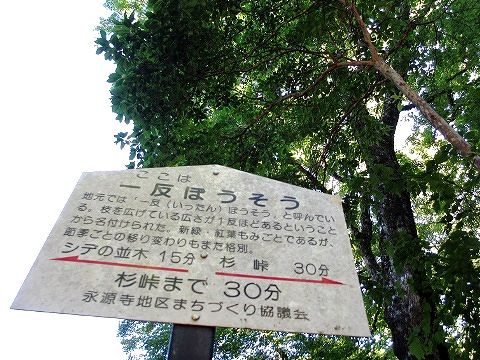 ここは
一反ぼうそう
地元では‘一反（いったん）ぼうそう’と呼んでい
る。枝を広げている広さが1反ほどあるということ
から名付けられた。新緑、紅葉もみごとであるが、
節季ごとの移り変わりもまた格別。
シデの並木 15分 杉峠 30分
杉峠まで 30分
永源寺地区まちづくり協議会